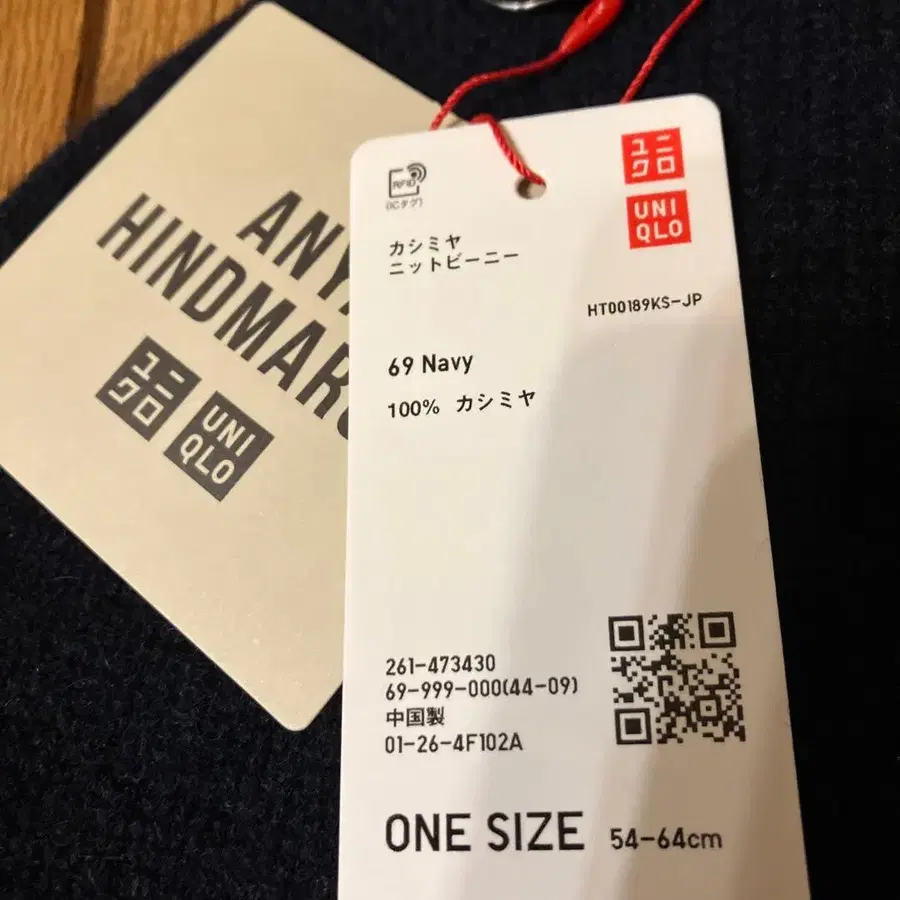 ANYA
HINDMAR
ユニ
クロ
UNI
QLO
RFID
(ICタグ)
ユニ
クロ
UNI
QLO
カシミヤ
ニットビーニー
HT00189KS-JP
69 Navy
100% カシミヤ
261-473430
69-999-000(44-09)
中国製
01-26-4F102A
ONE SIZE 54-64cm